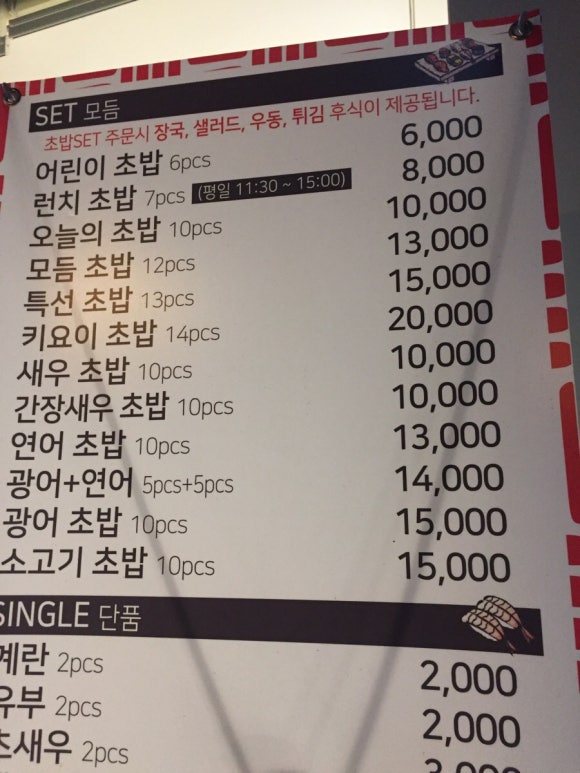 SET 모듬
초밥SET 주문시 장국, 샐러드, 우동, 튀김 후식이 제공됩니다.
어린이 초밥 6pcs 6,000
런치 초밥 7pcs (평일 11:30 ~ 15:00) 8,000
오늘의 초밥 10pcs 10,000
모듬 초밥 12pcs 13,000
특선 초밥 13pcs 15,000
키요이 초밥 14pcs 20,000
새우 초밥 10pcs 10,000
간장새우 초밥 10pcs 10,000
연어 초밥 10pcs 13,000
광어+연어 5pcs+5pcs 14,000
광어 초밥 10pcs 15,000
소고기 초밥 10pcs 15,000
SINGLE 단품
계란 2pcs 2,000
유부 2pcs 2,000
초새우 2pcs 3,000